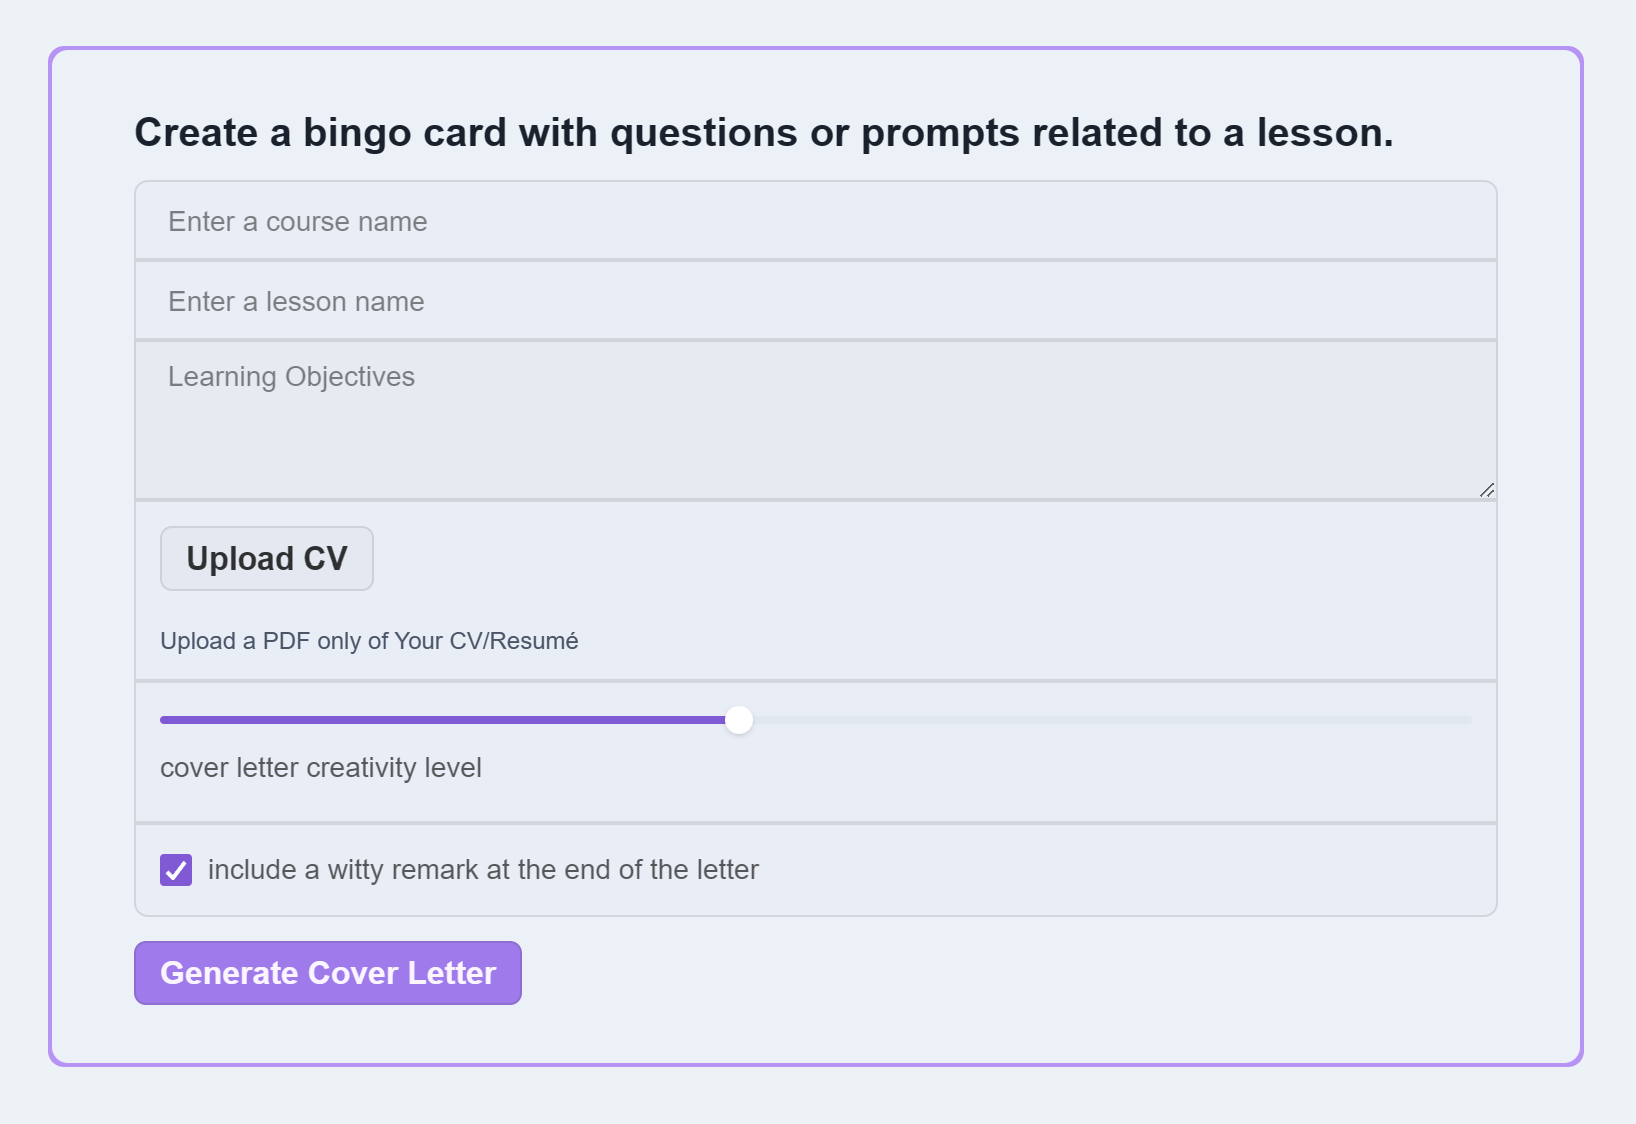 Create a bingo card with questions or prompts related to a lesson.
Enter a course name
Enter a lesson name
Learning Objectives
Upload CV
Upload a PDF only of Your CV/Resumé
cover letter creativity level
include a witty remark at the end of the letter
Generate Cover Letter